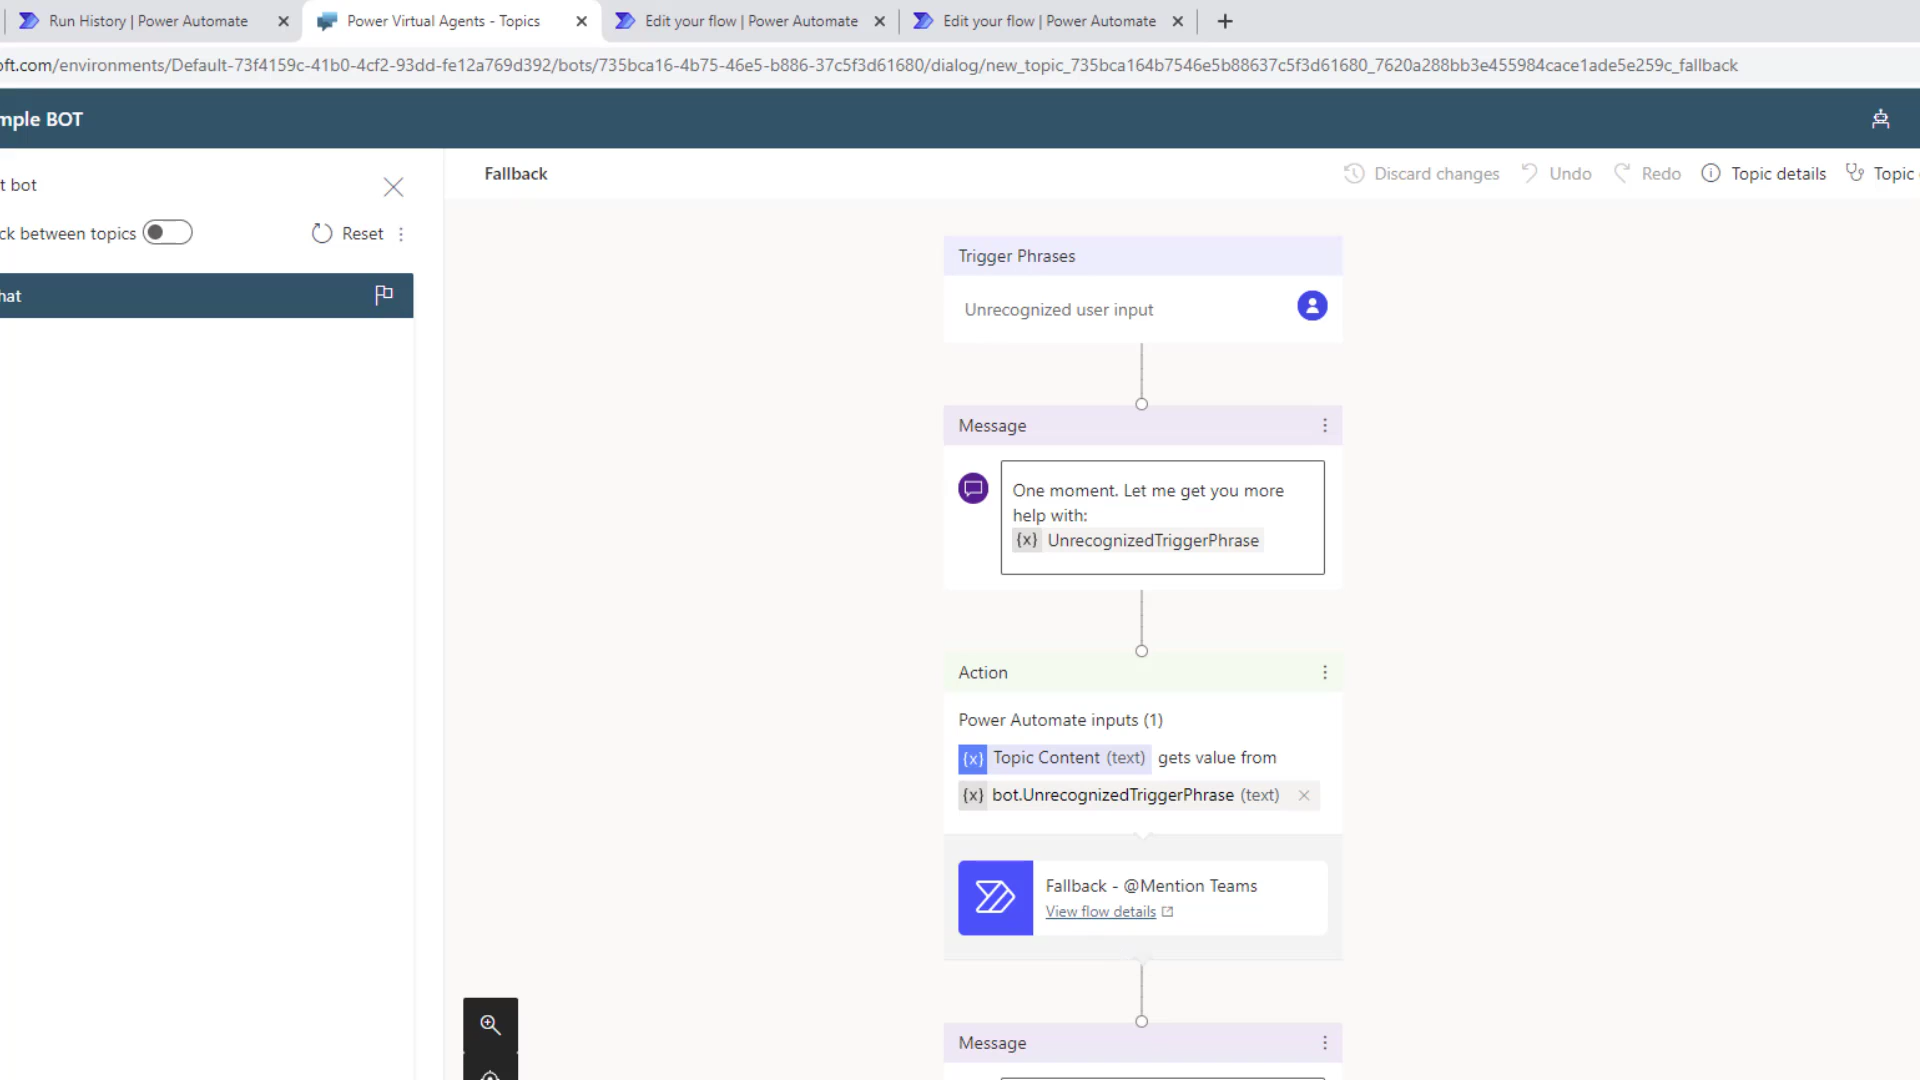 Run History | Power Automate
Power Virtual Agents - Topics
Edit your flow | Power Automate
Edit your flow | Power Automate
oft.com/environments/Default-73f4159c-41b0-4cf2-93dd-fe12a769d392/bots/735bca16-4b75-46e5-b886-37c5f3d61680/dialog/new_topic_735bca164b7546e5b88637c5f3d61680_7620a288bb3e455984cace1ade5e259c_fallback
mple BOT
t bot
ck between topics
Reset
hat
Fallback
Discard changes
Undo
Redo
Topic details
Topic
Trigger Phrases
Unrecognized user input
Message
One moment. Let me get you more
help with:
{x} UnrecognizedTriggerPhrase
Action
Power Automate inputs (1)
{x} Topic Content (text) gets value from
{x} bot.UnrecognizedTriggerPhrase (text)
Fallback - @Mention Teams
View flow details
Message